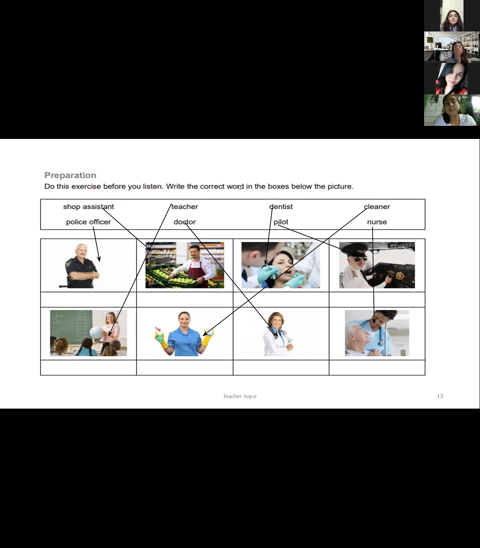 Preparation
Do this exercise before you listen. Write the correct word in the boxes below the picture.
shop assistant teacher dentist cleaner
police officer doctor pilot nurse
Teacher Joyce
13